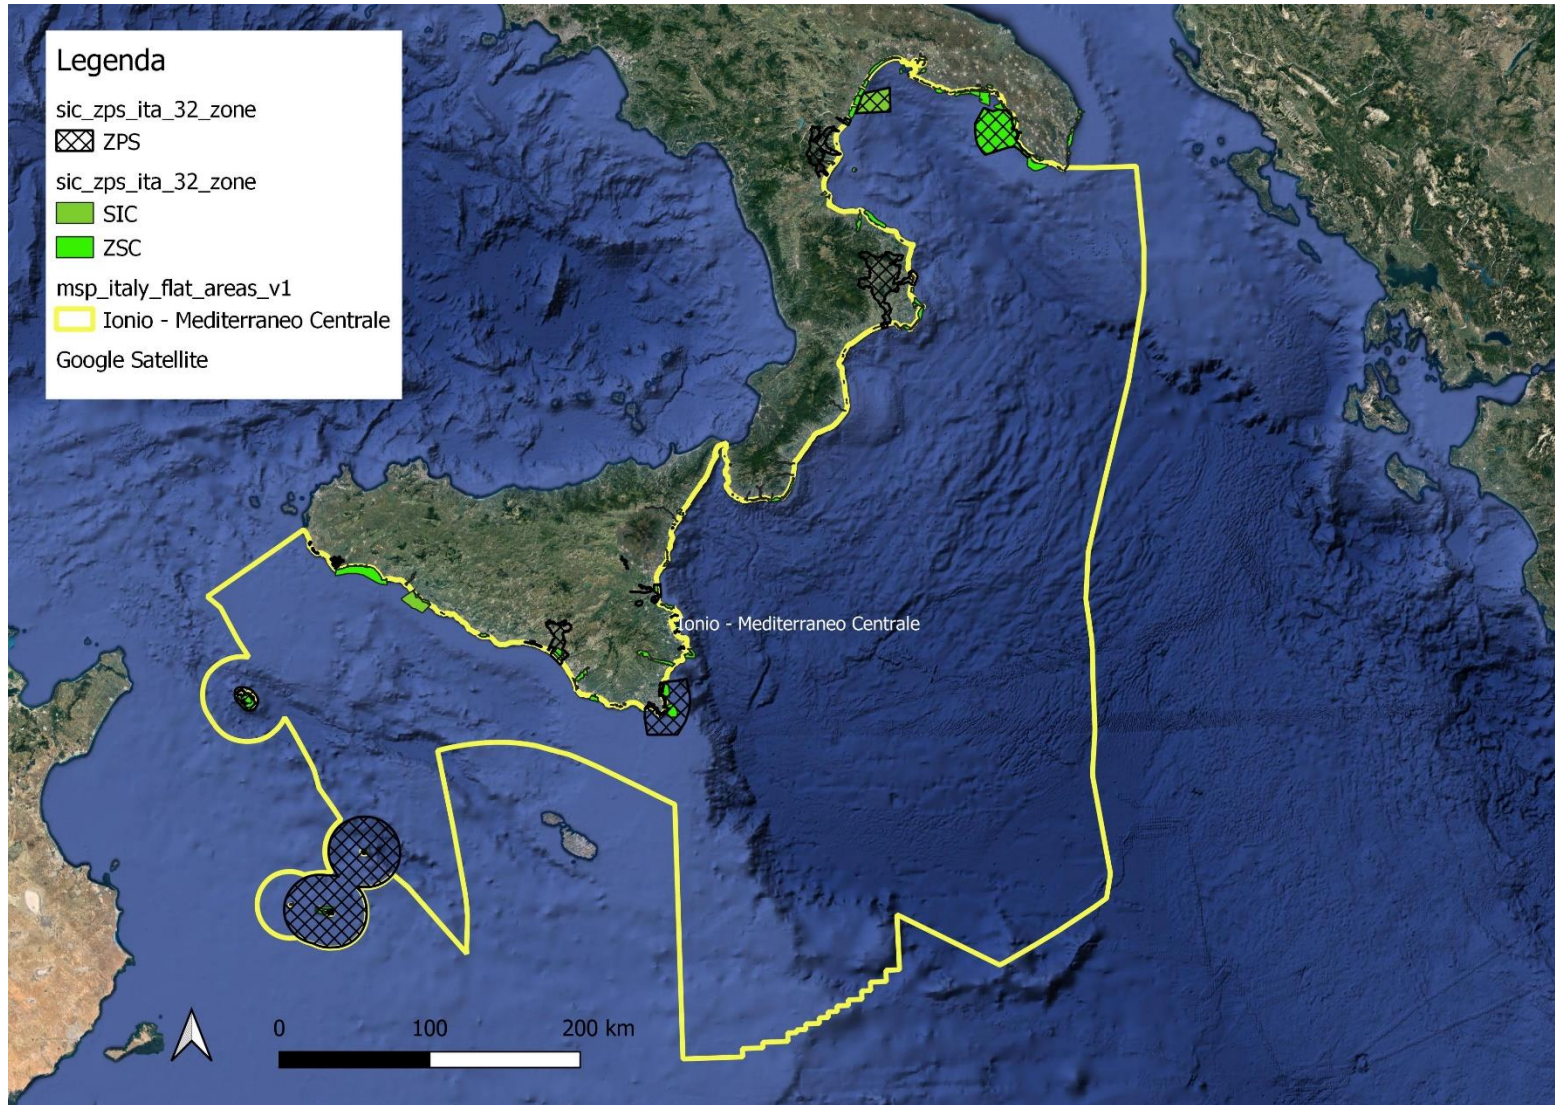 Legenda
sic_zps_ita_32_zone
ZPS
sic_zps_ita_32_zone
SIC
ZSC
msp_italy_flat_areas_v1
Ionio - Mediterraneo Centrale
Google Satellite
Ionio - Mediterraneo Centrale
0 100 200 km